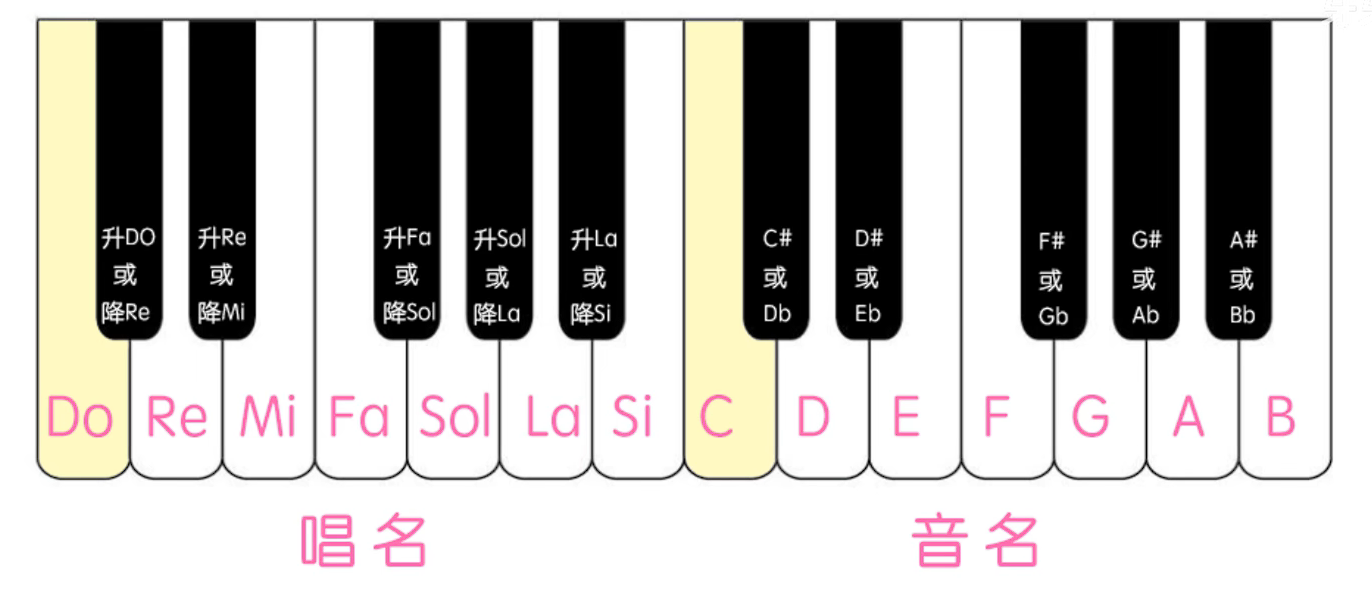 升DO 升Re 升Fa 升Sol 升La C# D# F# G# A#
或 或 或 或 或 或 或 或 或 或
降Re 降Mi 降Sol 降La 降Si Db Eb Gb Ab Bb
Do Re Mi Fa Sol La Si C D E F G A B
唱名 音名